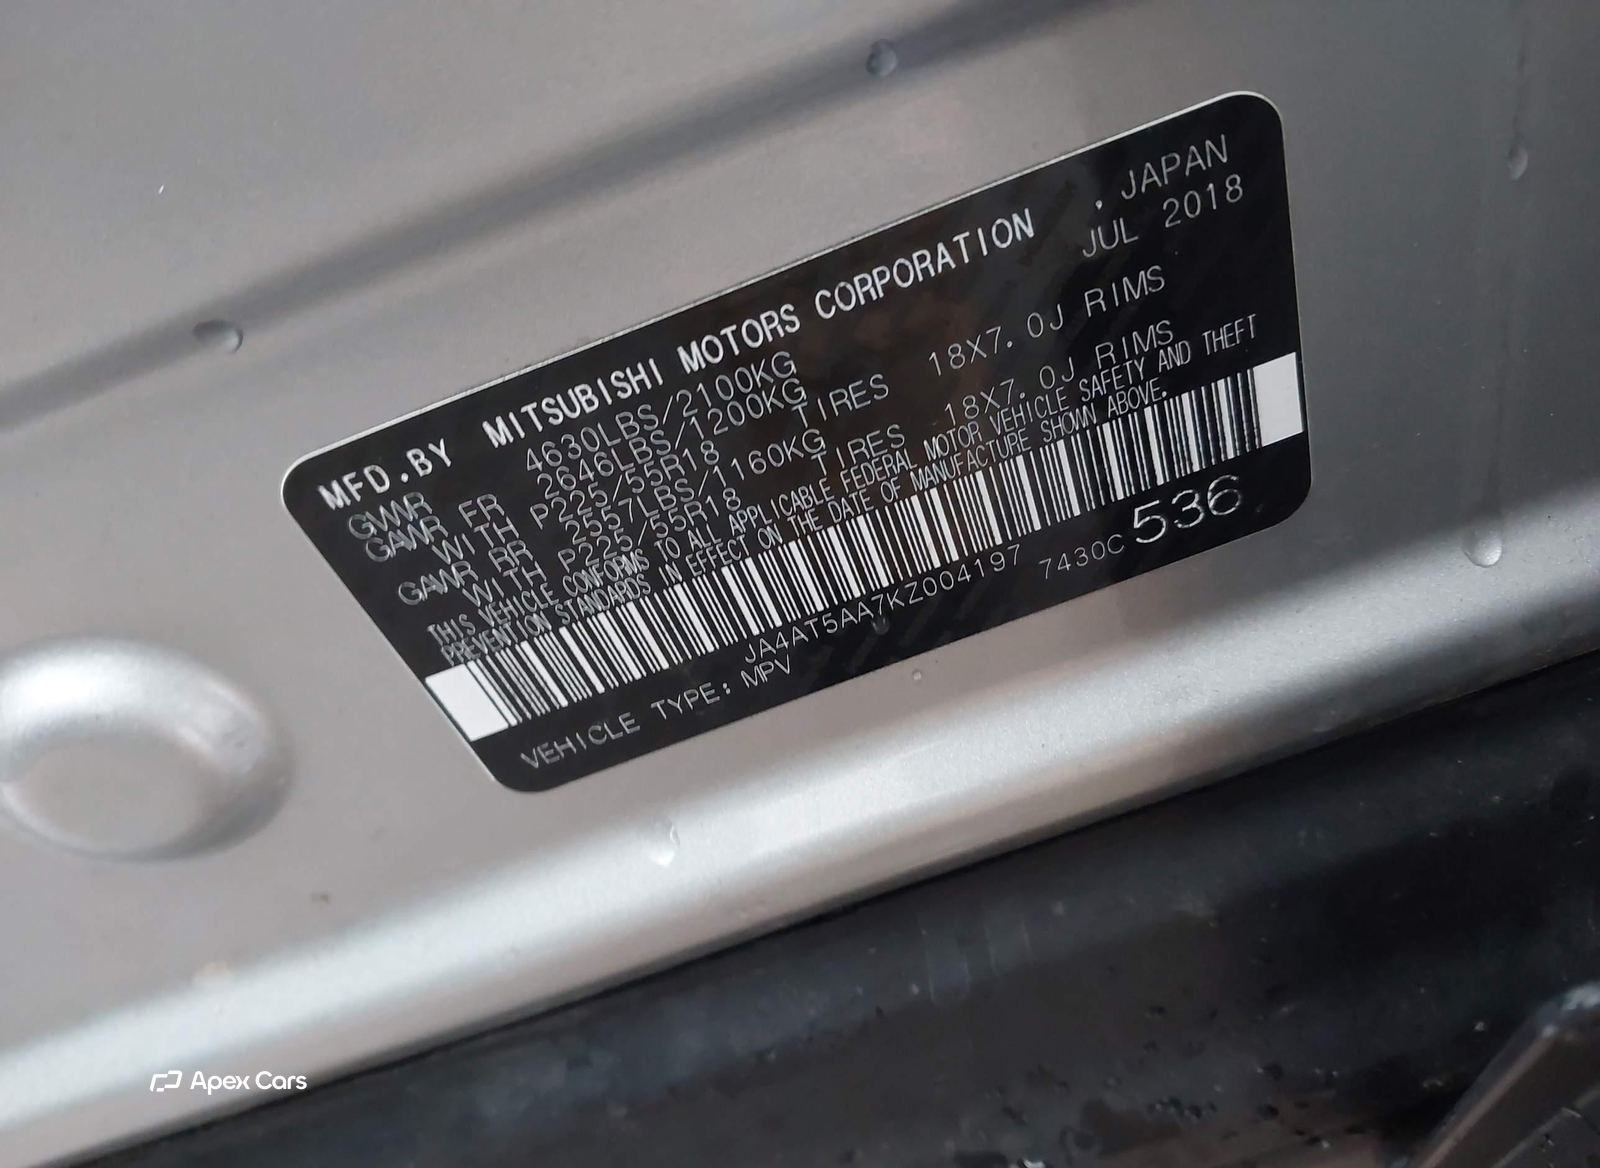 MFD.BY MITSUBISHI MOTORS CORPORATION , JAPAN
GVWR 4630LBS/2100KG JUL 2018
GAWR FR 2646LBS/1200KG
WITH P225/55R18 TIRES 18X7.0J RIMS
GAWR RR 2557LBS/1160KG
WITH P225/55R18 TIRES 18X7.0J RIMS
THIS VEHICLE CONFORMS TO ALL APPLICABLE FEDERAL MOTOR VEHICLE SAFETY AND THEFT
PREVENTION STANDARDS IN EFFECT ON THE DATE OF MANUFACTURE SHOWN ABOVE.
JA4AT5AA7KZ004197 7430C 536
VEHICLE TYPE: MPV
Apex Cars